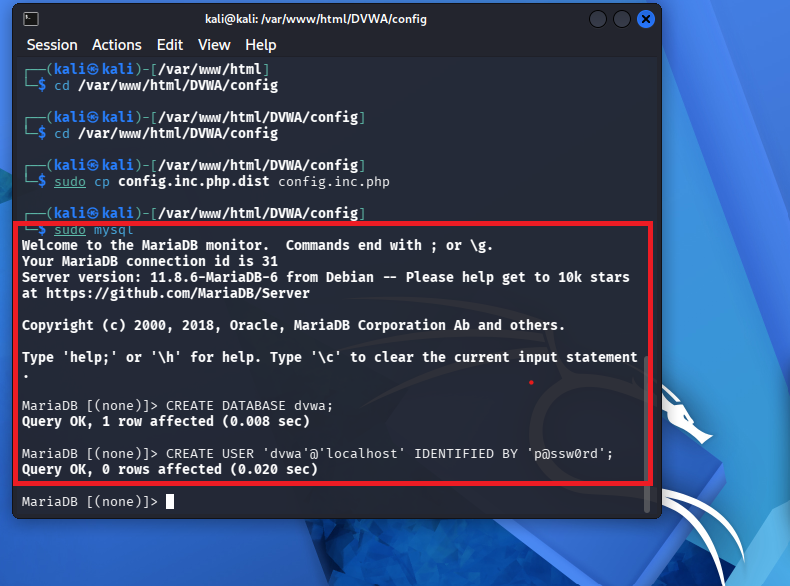 kali@kali: /var/www/html/DVWA/config
Session Actions Edit View Help
┌──(kali㉿kali)-[/var/www/html]
└─$ cd /var/www/html/DVWA/config
┌──(kali㉿kali)-[/var/www/html/DVWA/config]
└─$ cd /var/www/html/DVWA/config
┌──(kali㉿kali)-[/var/www/html/DVWA/config]
└─$ sudo cp config.inc.php.dist config.inc.php
┌──(kali㉿kali)-[/var/www/html/DVWA/config]
└─$ sudo mysql
Welcome to the MariaDB monitor.  Commands end with ; or \g.
Your MariaDB connection id is 31
Server version: 11.8.6-MariaDB-6 from Debian -- Please help get to 10k stars
at https://github.com/MariaDB/Server
Copyright (c) 2000, 2018, Oracle, MariaDB Corporation Ab and others.
Type 'help;' or '\h' for help. Type '\c' to clear the current input statement
.
MariaDB [(none)]> CREATE DATABASE dvwa;
Query OK, 1 row affected (0.008 sec)
MariaDB [(none)]> CREATE USER 'dvwa'@'localhost' IDENTIFIED BY 'p@ssw0rd';
Query OK, 0 rows affected (0.020 sec)
MariaDB [(none)]>